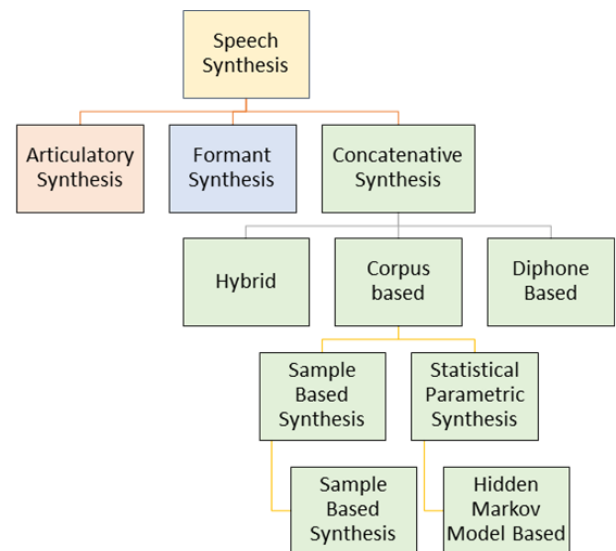 Speech
Synthesis
Articulatory
Synthesis
Formant
Synthesis
Concatenative
Synthesis
Hybrid
Corpus
based
Diphone
Based
Sample
Based
Synthesis
Statistical
Parametric
Synthesis
Sample
Based
Synthesis
Hidden
Markov
Model Based